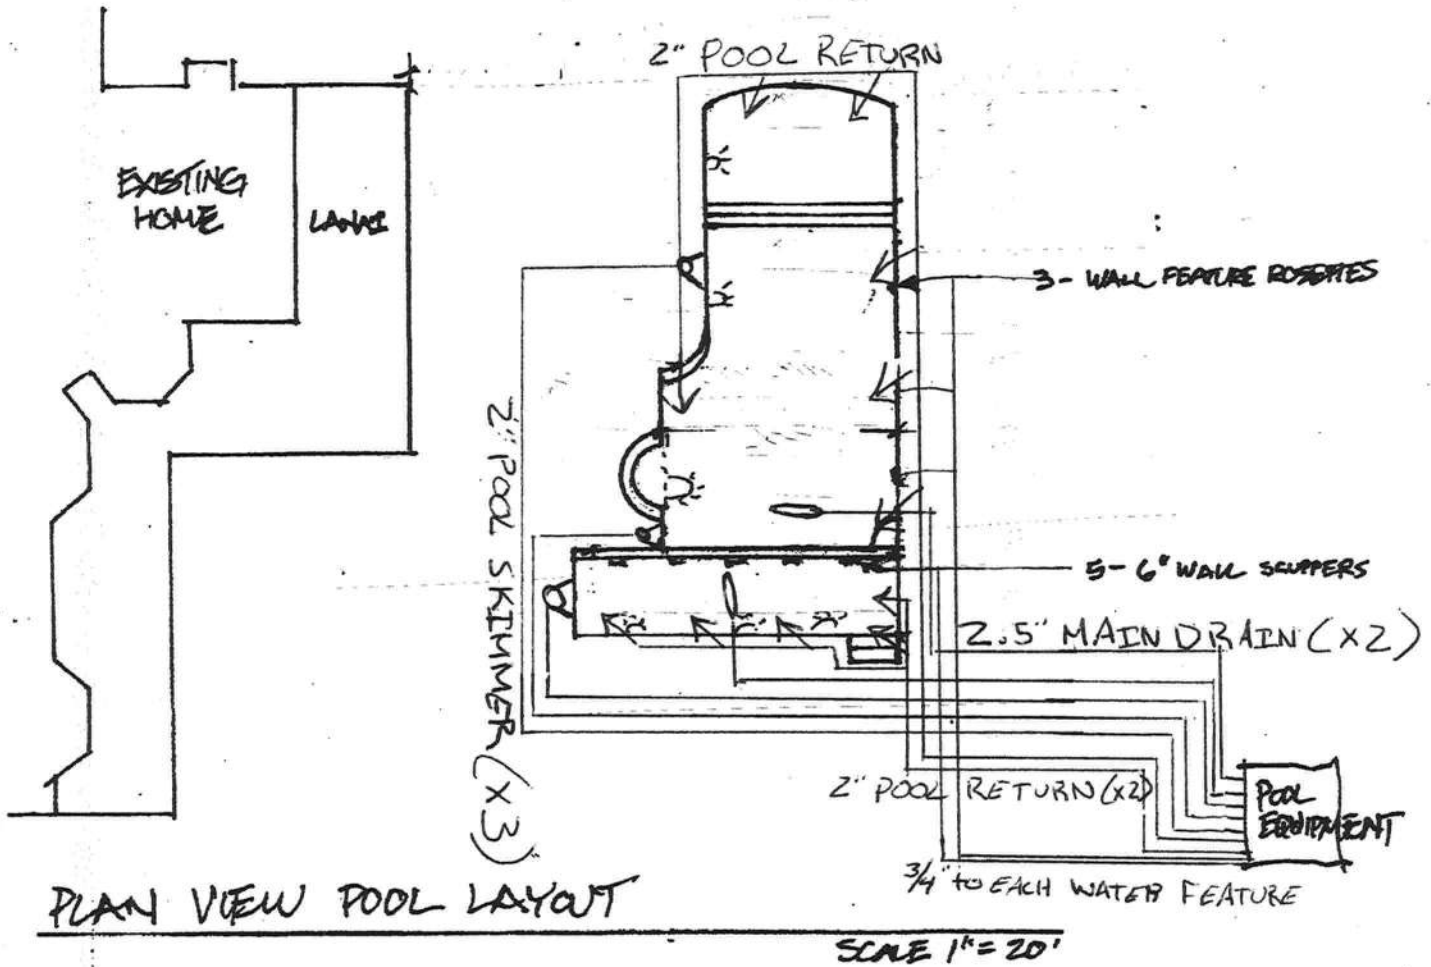 2" POOL RETURN
EXISTING
HOME
LANAI
3- WALL FEATURE ROSETTES
2" POOL SKIMMER (X3)
5- 6" WALL SCUPPERS
2.5" MAIN DRAIN (X2)
2" POOL RETURN (X2)
POOL
EQUIPMENT
3/4" to EACH WATER FEATURE
PLAN VIEW POOL LAYOUT
SCALE 1"= 20'